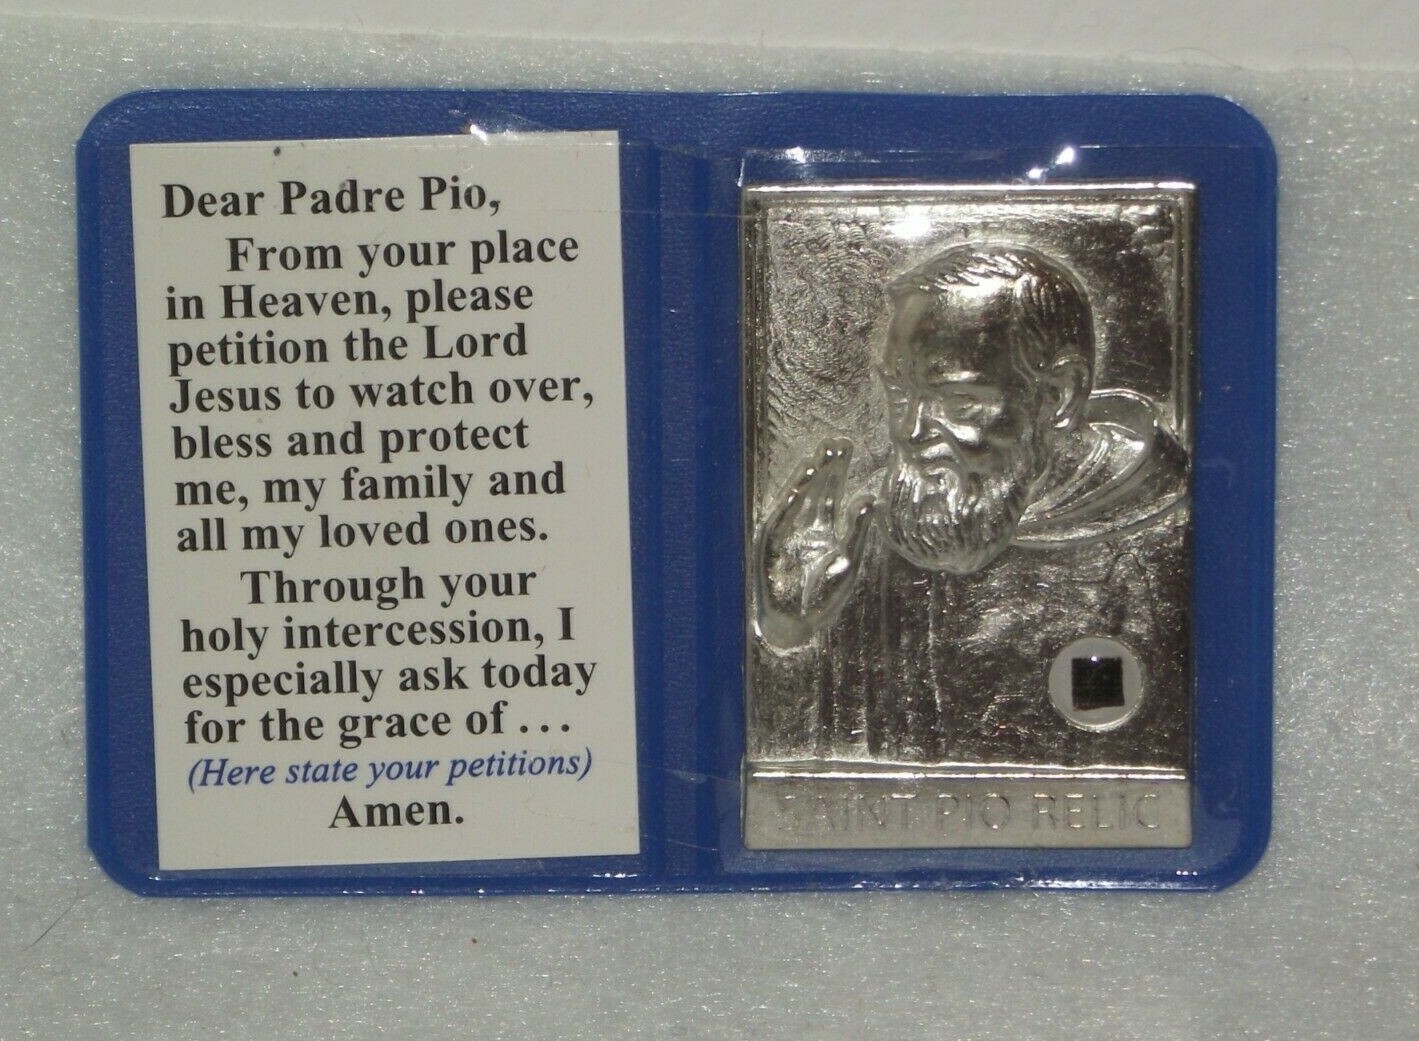 Dear Padre Pio,
From your place
in Heaven, please
petition the Lord
Jesus to watch over,
bless and protect
me, my family and
all my loved ones.
Through your
holy intercession, I
especially ask today
for the grace of . . .
(Here state your petitions)
Amen.
SAINT PIO RELIC